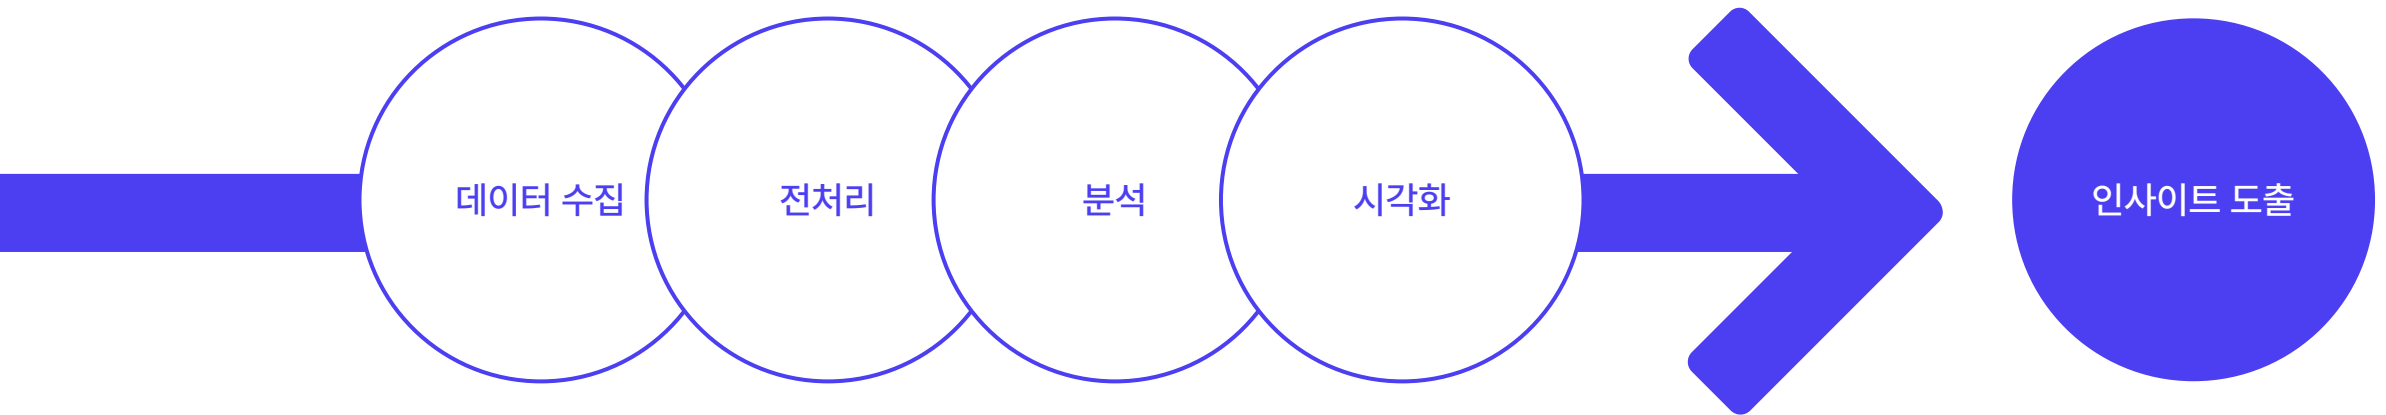 데이터 수집
전처리
분석
시각화
인사이트 도출